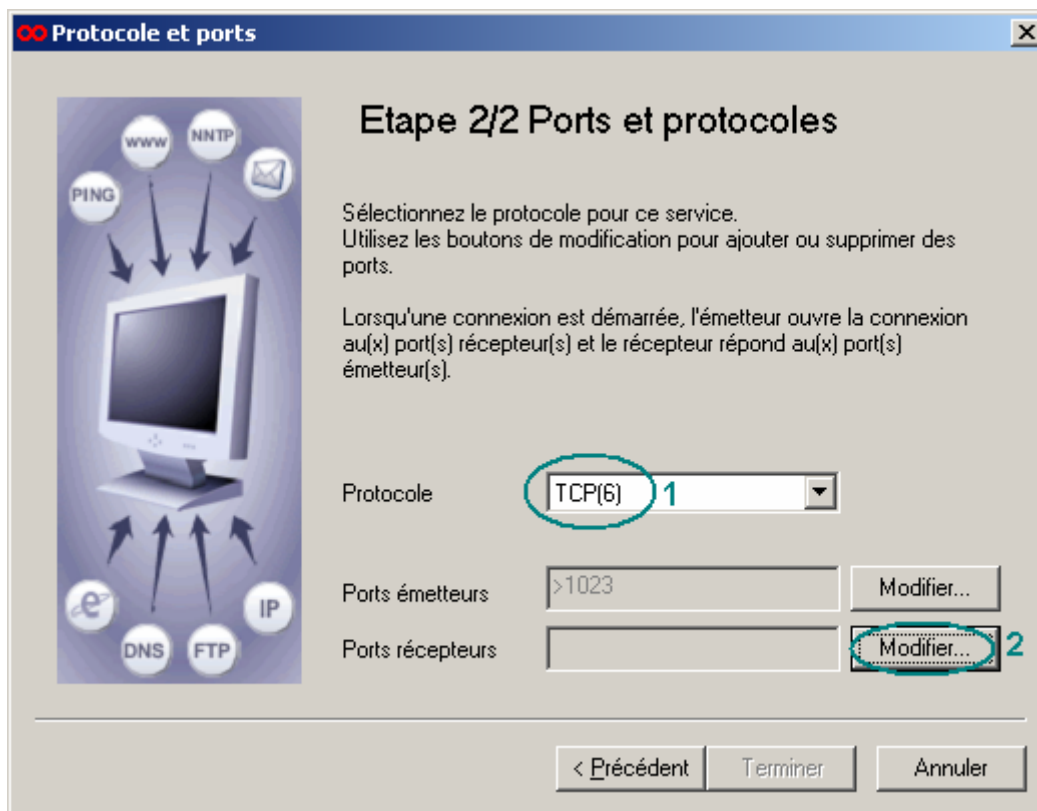 Protocole et ports
Etape 2/2 Ports et protocoles
www
NNTP
PING
Sélectionnez le protocole pour ce service.
Utilisez les boutons de modification pour ajouter ou supprimer des
ports.
Lorsqu'une connexion est démarrée, l'émetteur ouvre la connexion
au(x) port(s) récepteur(s) et le récepteur répond au(x) port(s)
émetteur(s).
Protocole
TCP(6)
1
Ports émetteurs
>1023
Modifier...
Ports récepteurs
Modifier...
2
e
IP
DNS
FTP
< Précédent
Terminer
Annuler